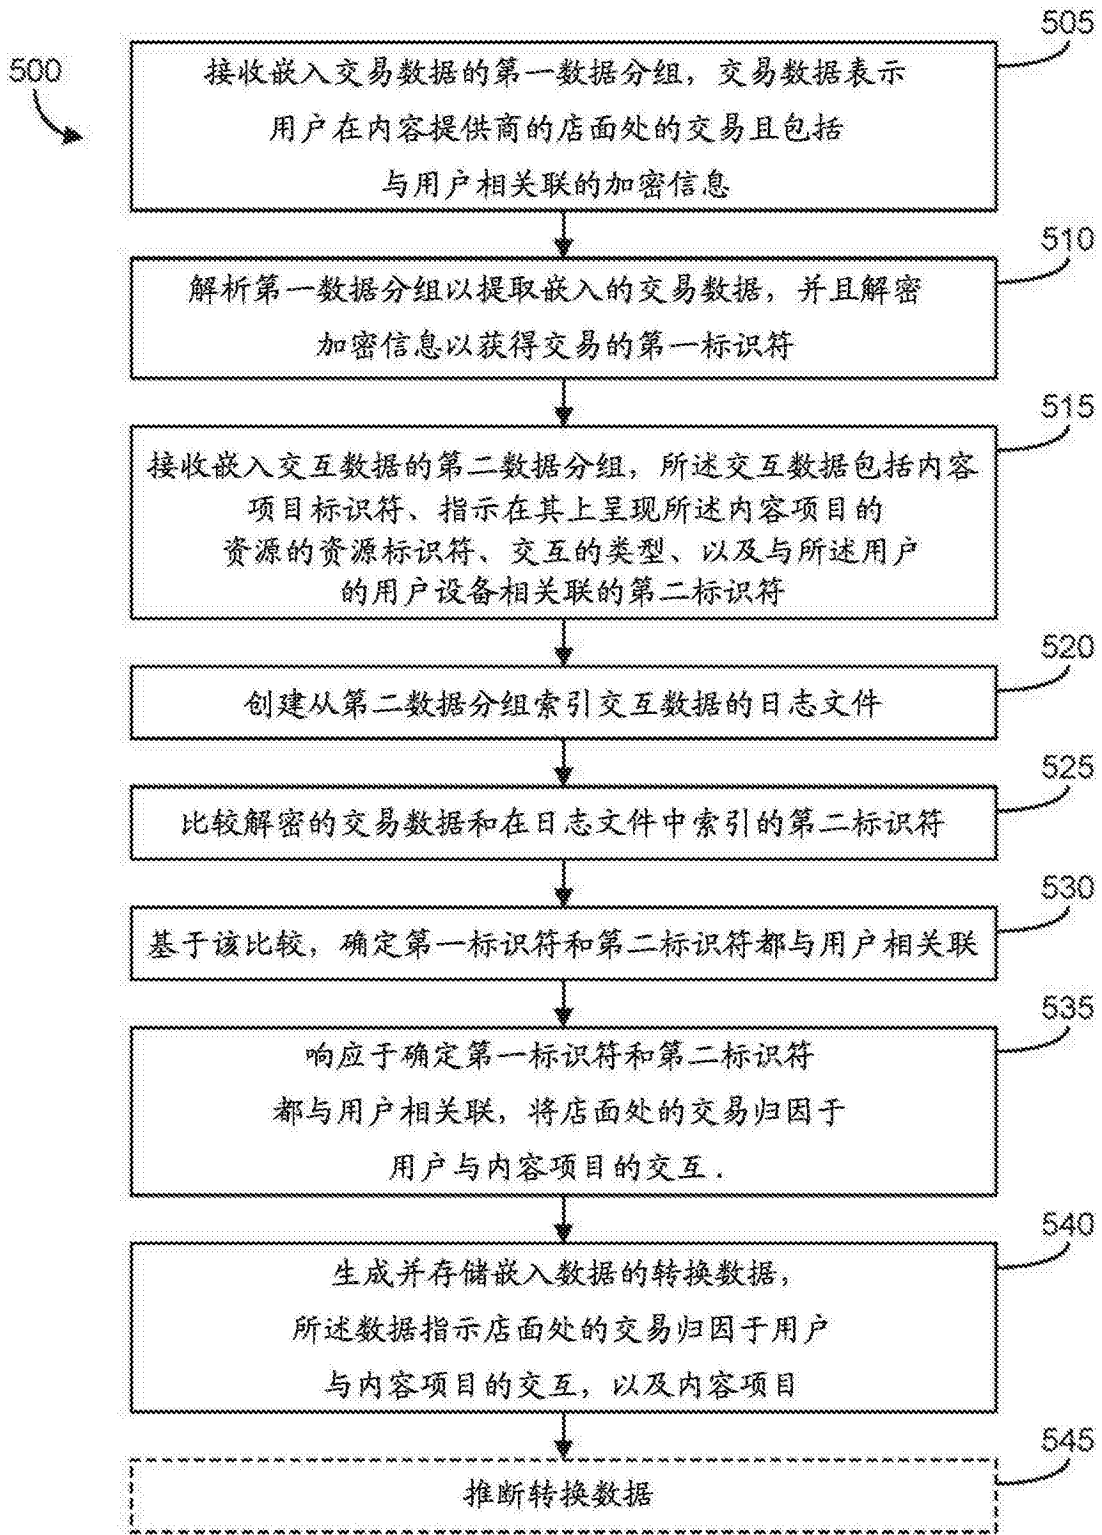 500
505
接收嵌入交易数据的第一数据分组，交易数据表示
用户在内容提供商的店面处的交易且包括
与用户相关联的加密信息
510
解析第一数据分组以提取嵌入的交易数据，并且解密
加密信息以获得交易的第一标识符
515
接收嵌入交互数据的第二数据分组，所述交互数据包括内容
项目标识符、指示在其上呈现所述内容项目的
资源的资源标识符、交互的类型、以及与所述用户
的用户设备相关联的第二标识符
520
创建从第二数据分组索引交互数据的日志文件
525
比较解密的交易数据和在日志文件中索引的第二标识符
530
基于该比较，确定第一标识符和第二标识符都与用户相关联
535
响应于确定第一标识符和第二标识符
都与用户相关联，将店面处的交易归因于
用户与内容项目的交互.
540
生成并存储嵌入数据的转换数据，
所述数据指示店面处的交易归因于用户
与内容项目的交互，以及内容项目
545
推断转换数据